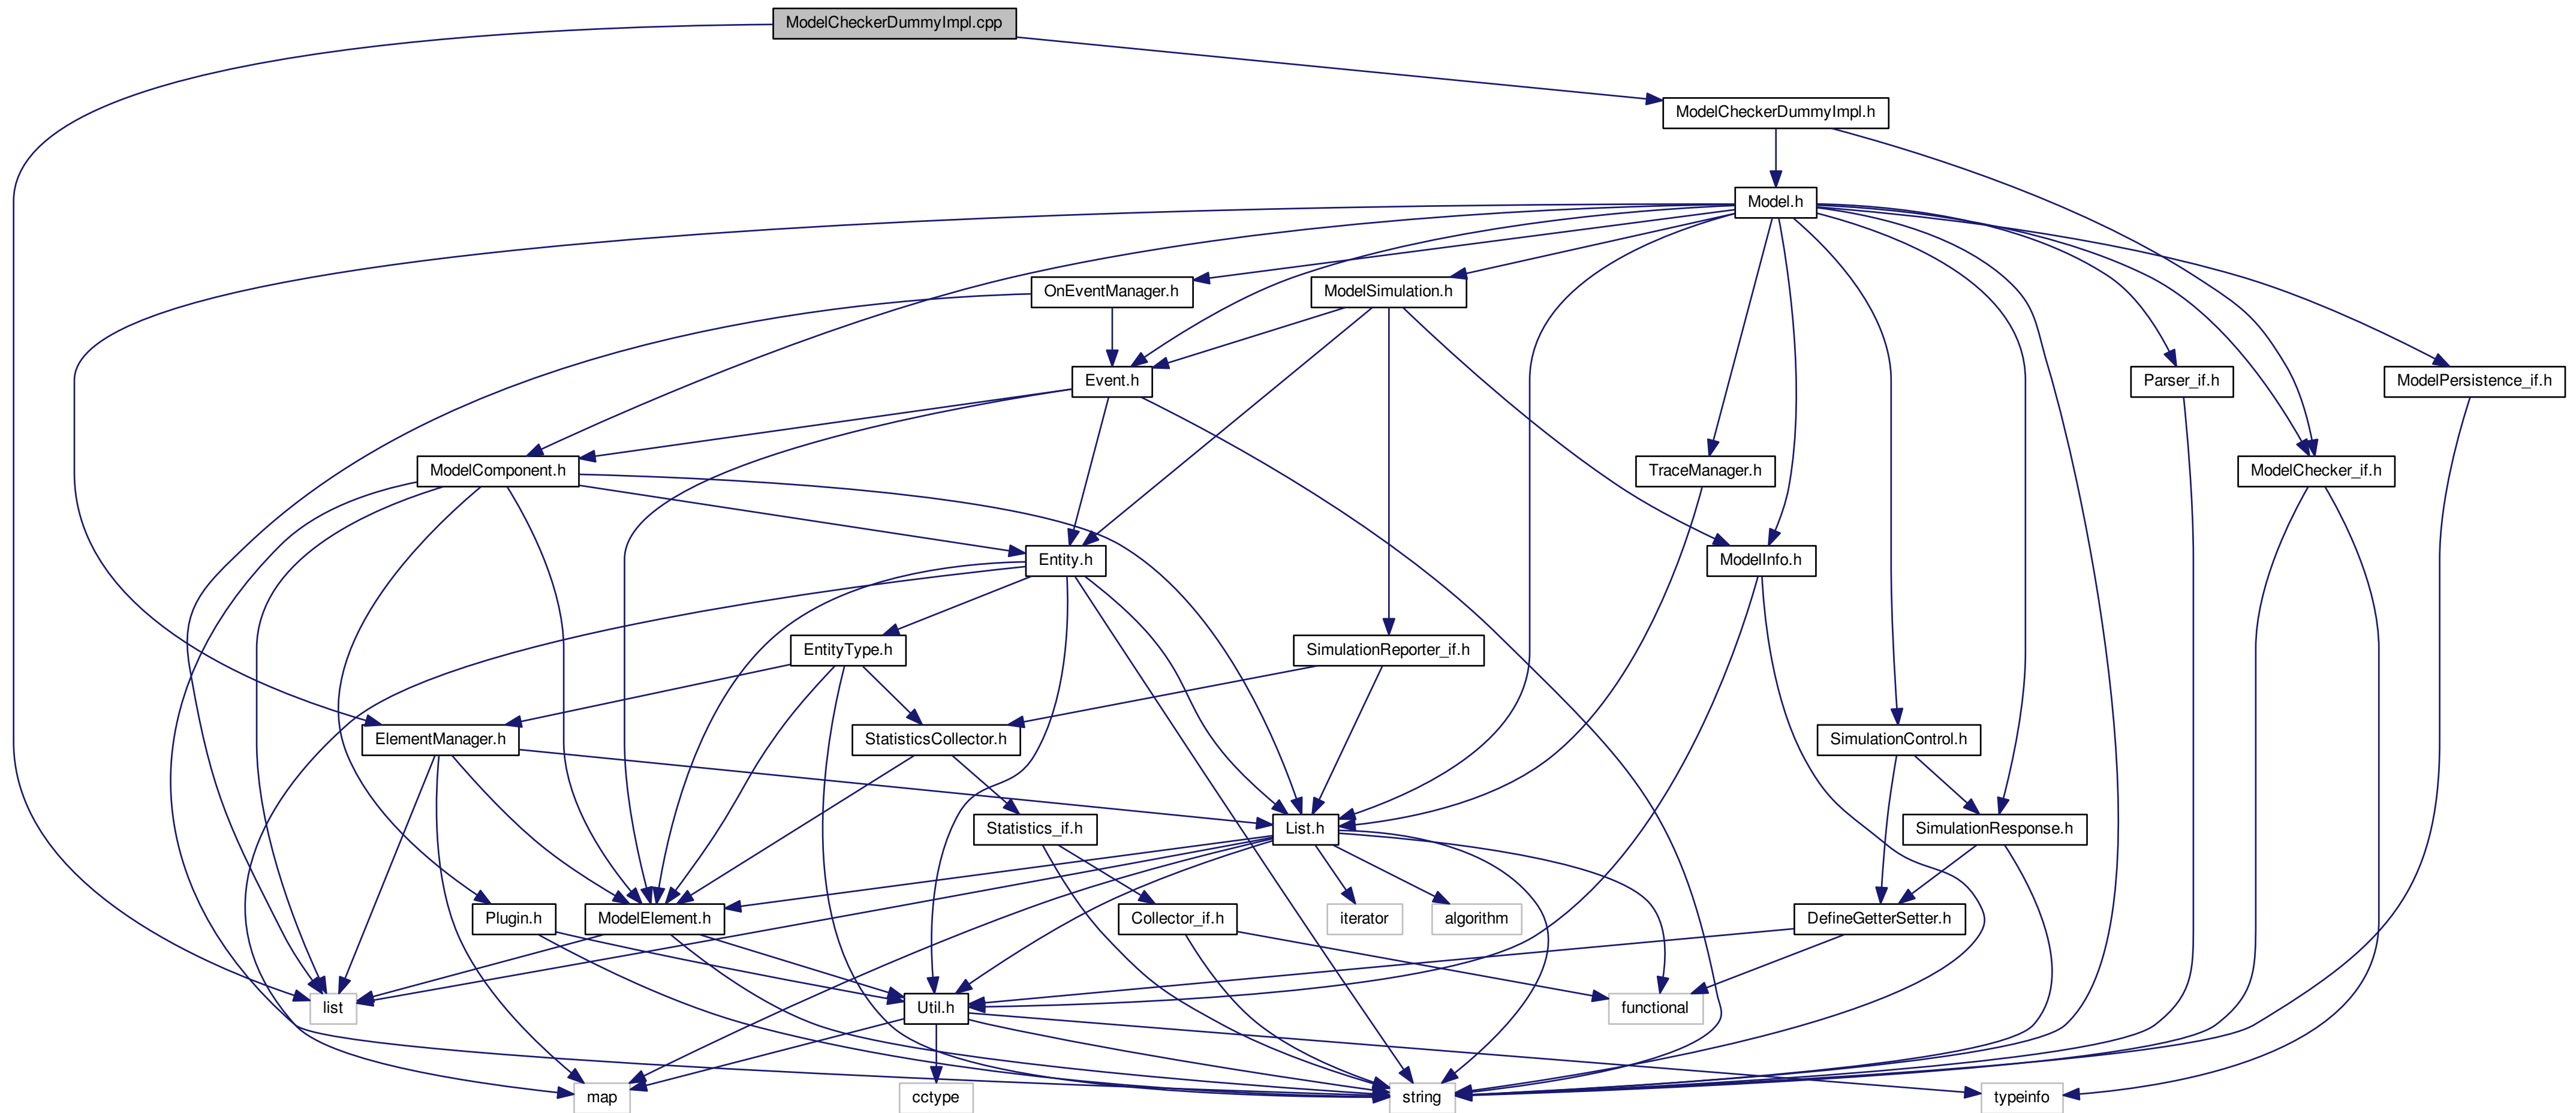 ModelCheckerDummyImpl.cpp
ModelCheckerDummyImpl.h
Model.h
OnEventManager.h
ModelSimulation.h
Event.h
Parser_if.h
ModelPersistence_if.h
ModelComponent.h
TraceManager.h
ModelChecker_if.h
Entity.h
ModelInfo.h
EntityType.h
SimulationReporter_if.h
ElementManager.h
StatisticsCollector.h
SimulationControl.h
Statistics_if.h
List.h
SimulationResponse.h
Plugin.h
ModelElement.h
Collector_if.h
iterator
algorithm
DefineGetterSetter.h
list
Util.h
functional
map
cctype
string
typeinfo